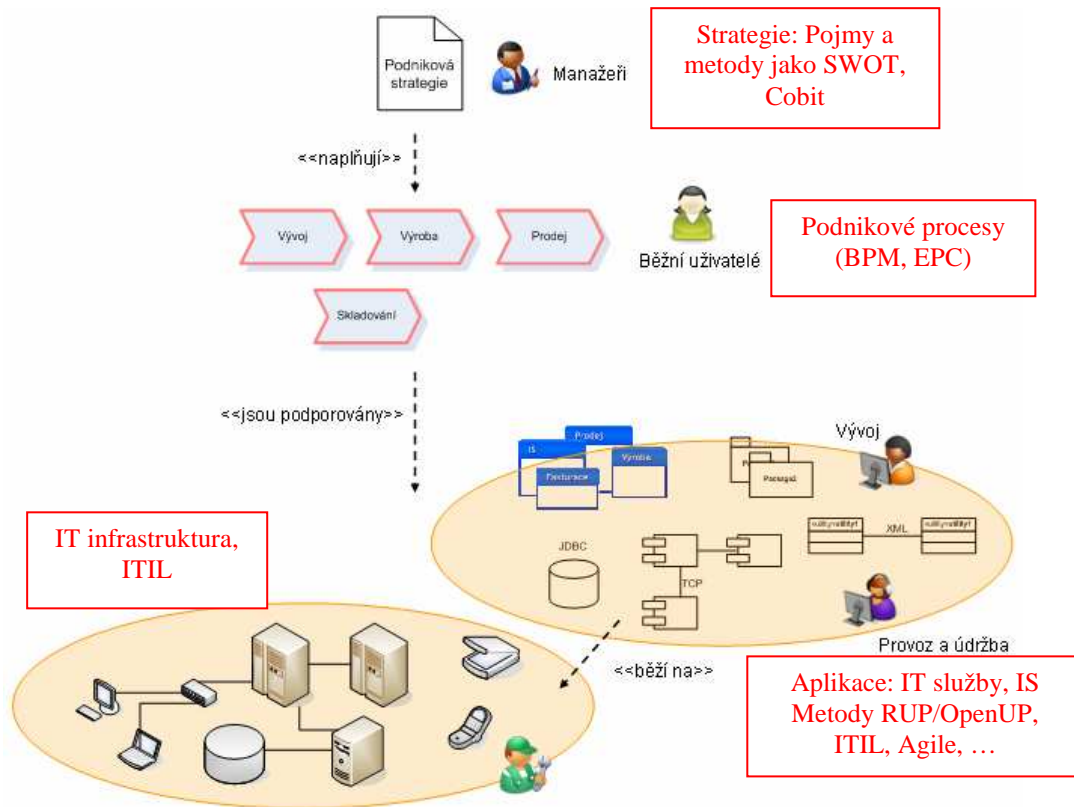 Podniková
strategie
Manažeři
Strategie: Pojmy a
metody jako SWOT,
Cobit
<<naplňují>>
Vývoj
Výroba
Prodej
Běžní uživatelé
Podnikové procesy
(BPM, EPC)
Skladování
<<jsou podporovány>>
Vývoj
Prodej
IS
Výroba
Fakturace
Package2
IT infrastruktura,
ITIL
JDBC
TCP
XML
Provoz a údržba
<<běží na>>
Aplikace: IT služby, IS
Metody RUP/OpenUP,
ITIL, Agile, …